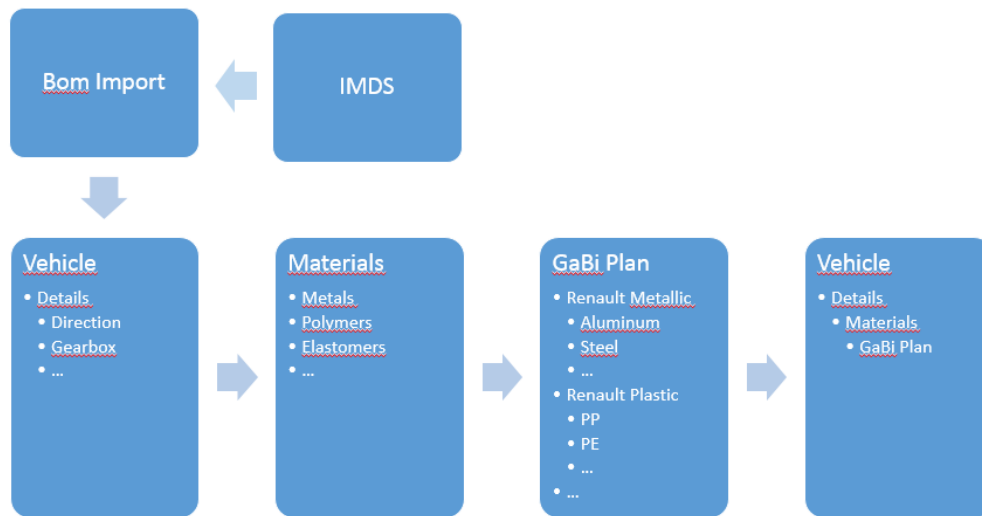 Bom Import
IMDS
Vehicle
• Details
• Direction
• Gearbox
• ...
Materials
• Metals
• Polymers
• Elastomers
• ...
GaBi Plan
• Renault Metallic
• Aluminum
• Steel
• ...
• Renault Plastic
• PP
• PE
• ...
• ...
Vehicle
• Details
• Materials
• GaBi Plan